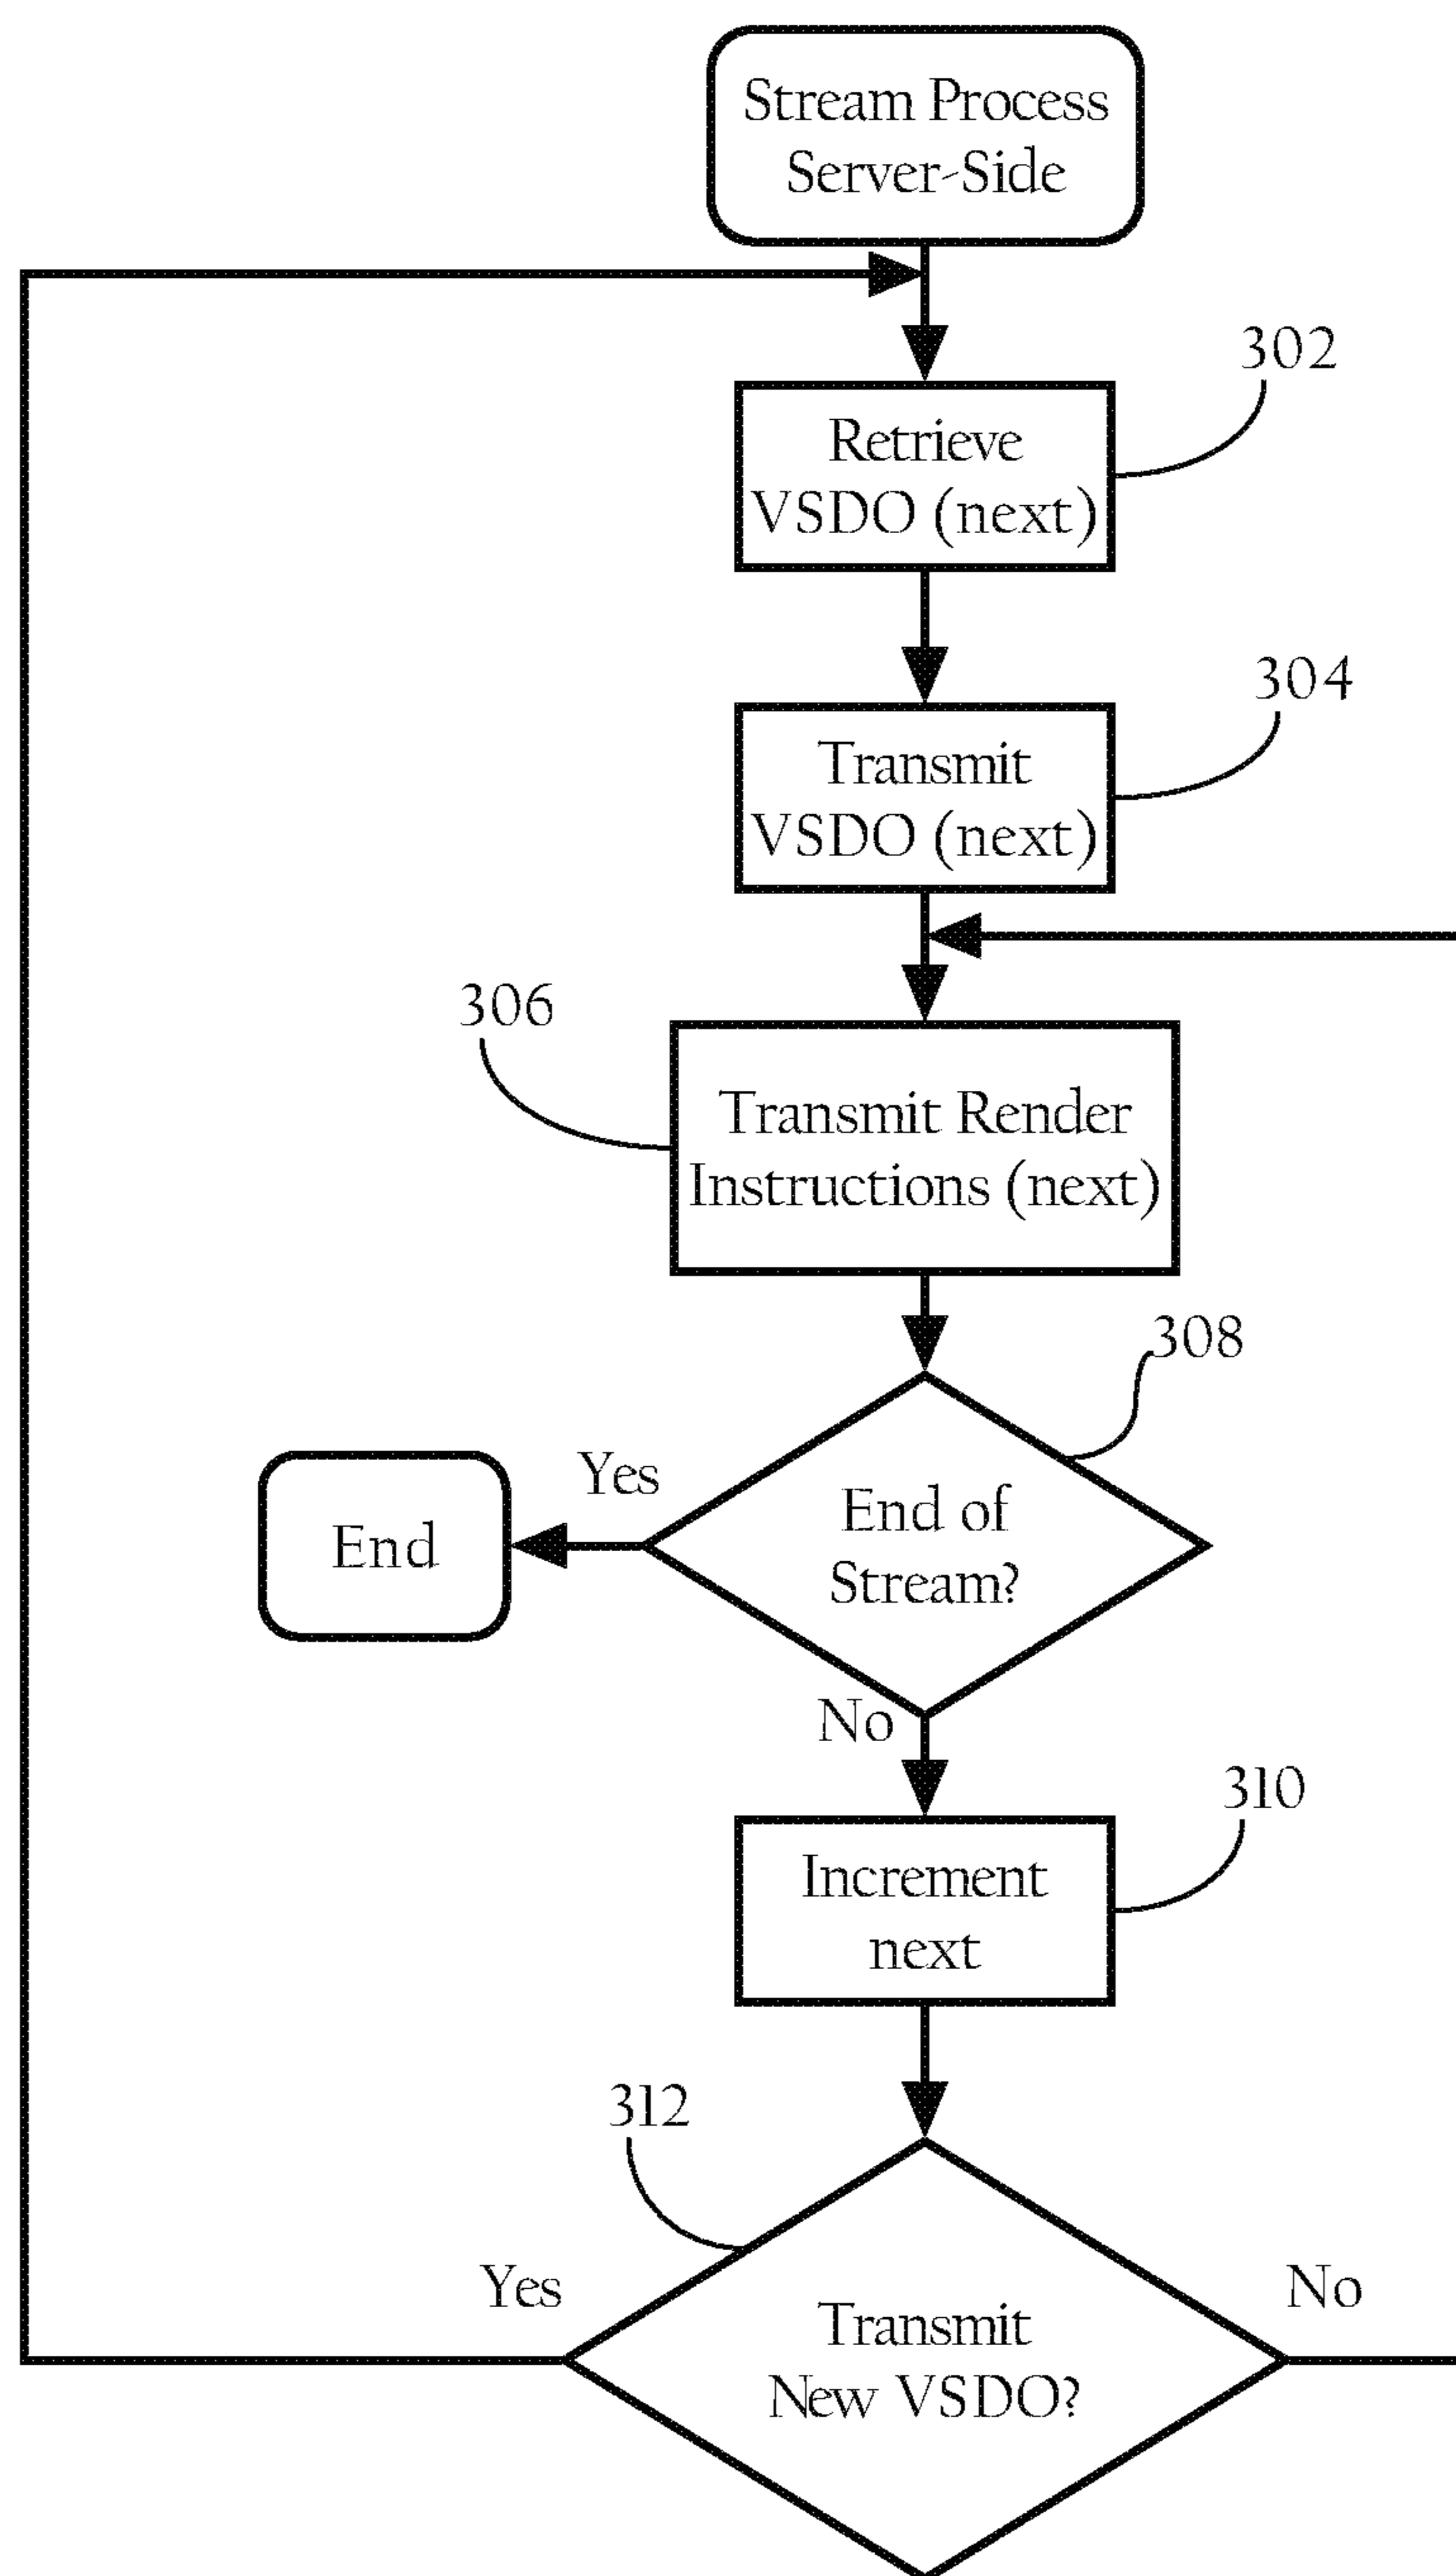 Stream Process
Server-Side
302
Retrieve
VSDO (next)
304
Transmit
VSDO (next)
306
Transmit Render
Instructions (next)
308
Yes
End
End of
Stream?
No
310
Increment
next
312
Yes
No
Transmit
New VSDO?